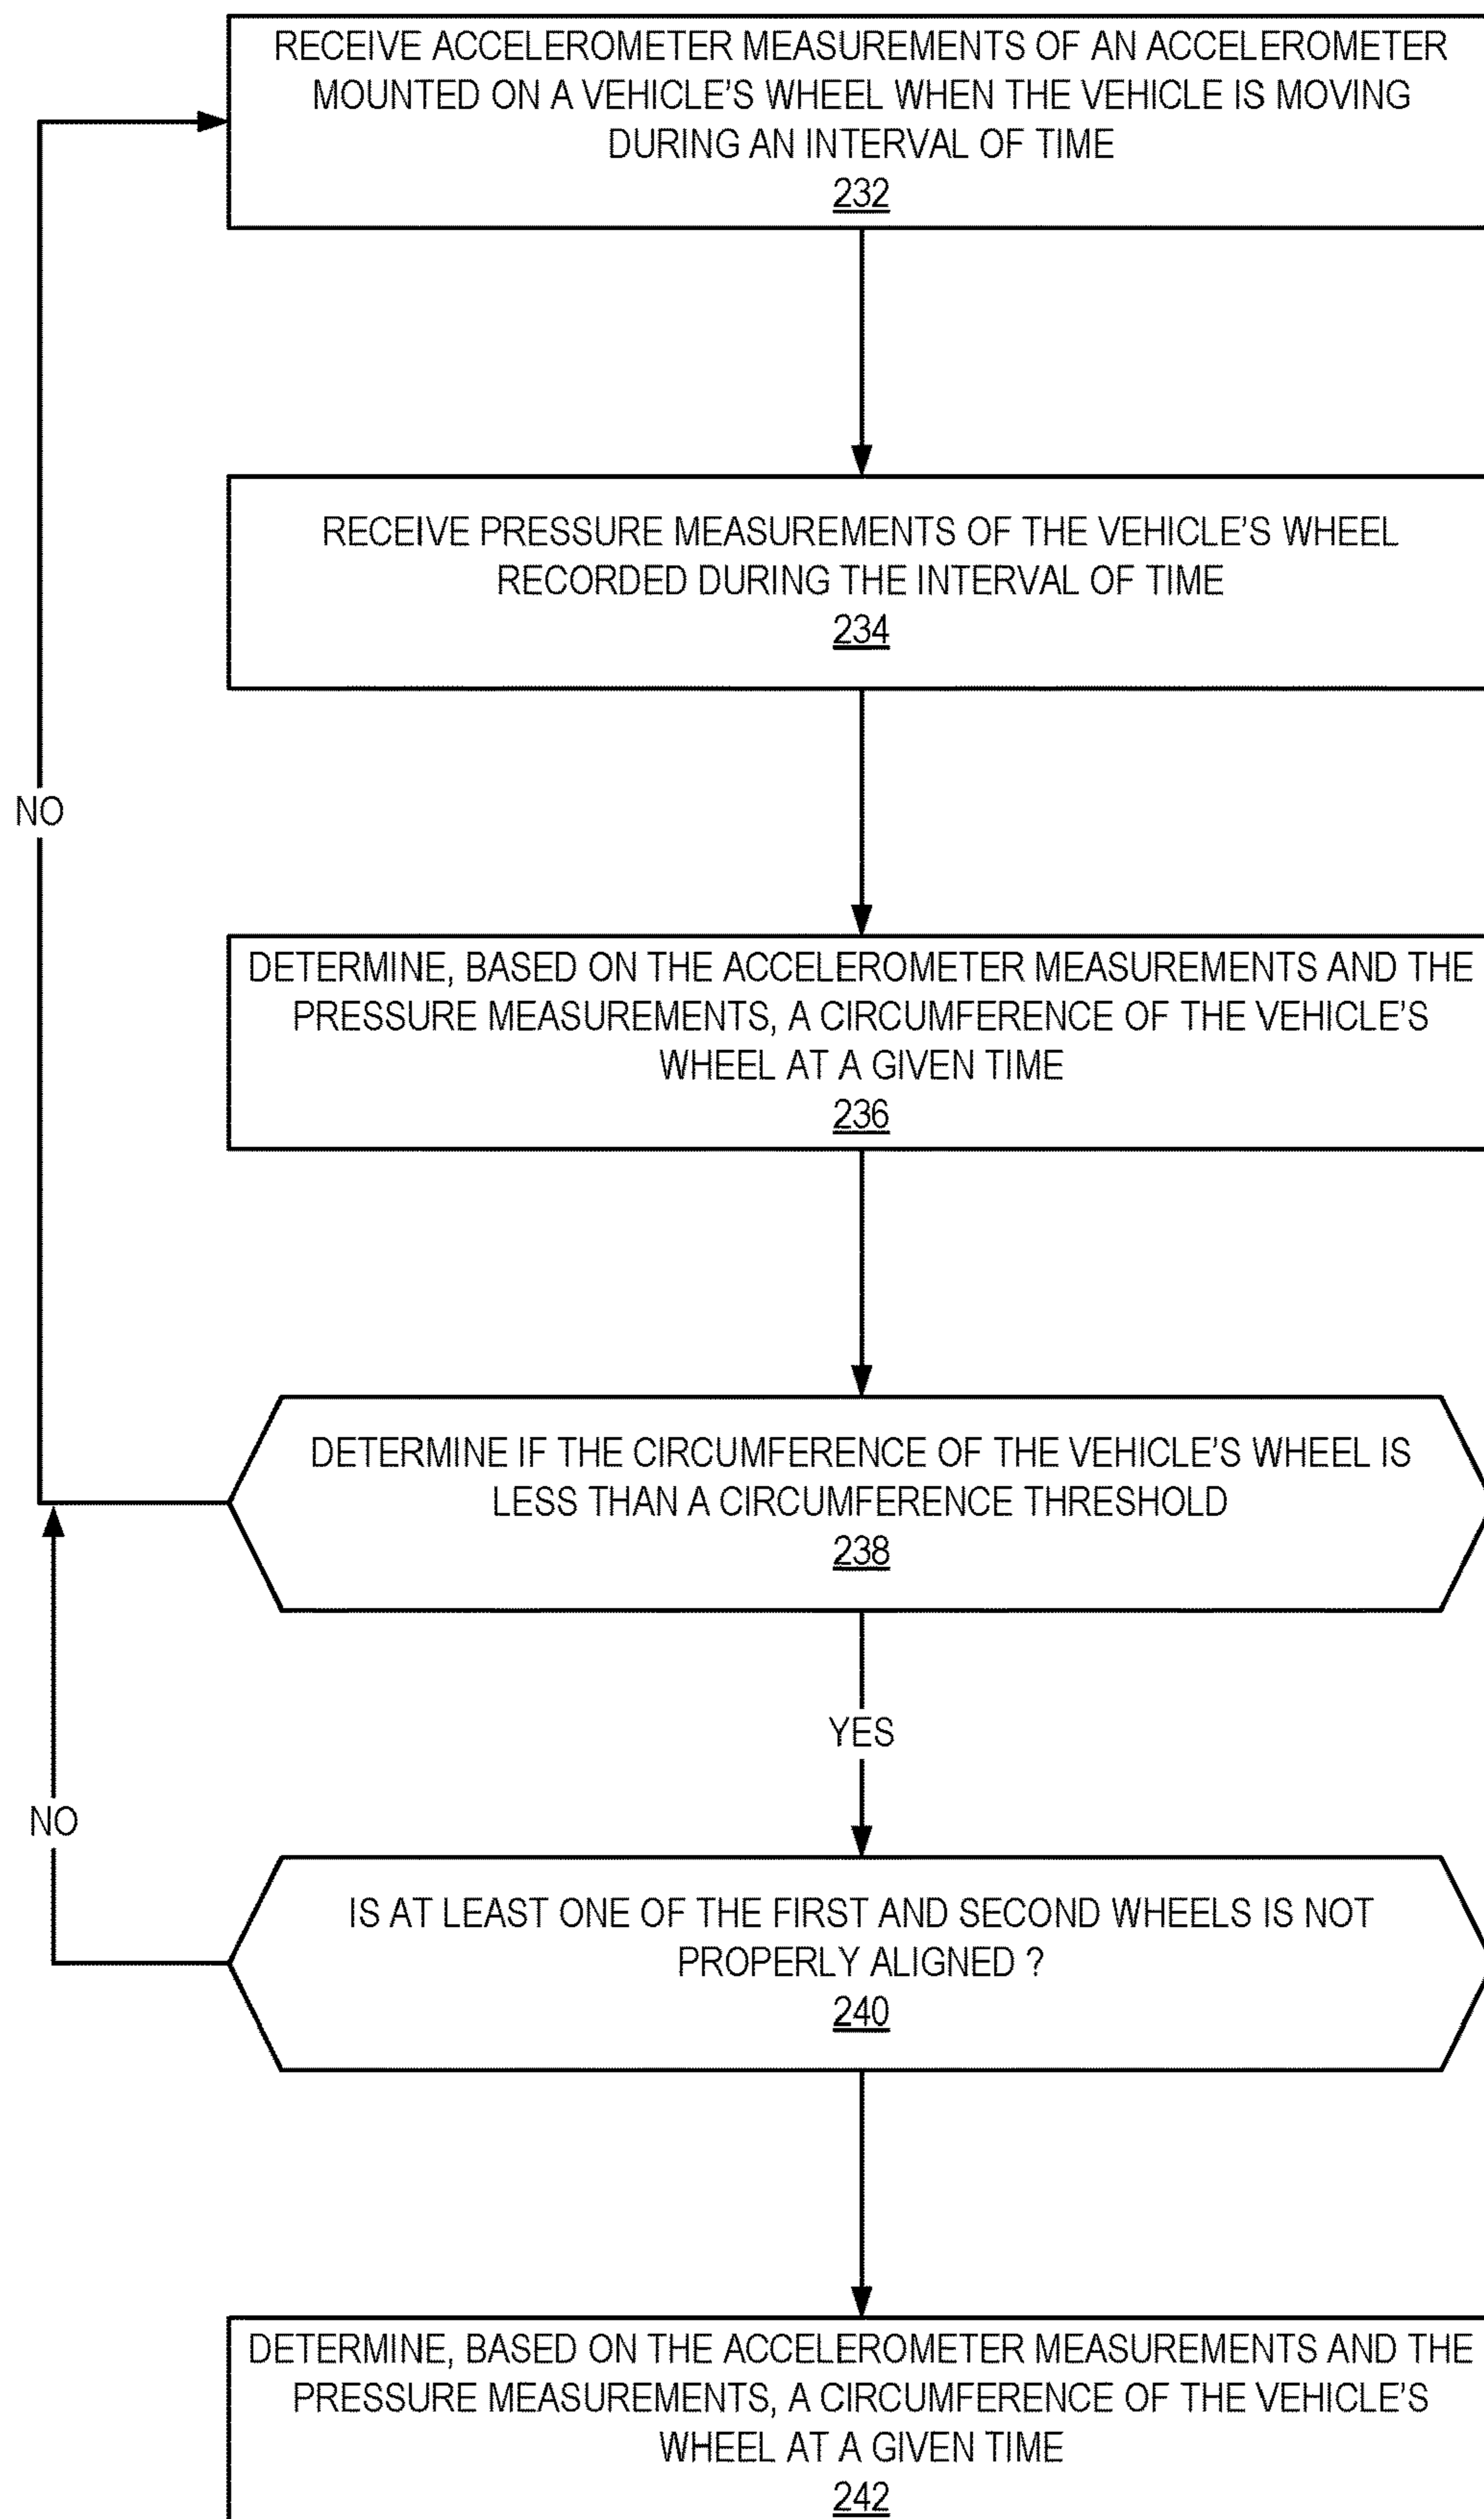 RECEIVE ACCELEROMETER MEASUREMENTS OF AN ACCELEROMETER
MOUNTED ON A VEHICLE'S WHEEL WHEN THE VEHICLE IS MOVING
DURING AN INTERVAL OF TIME
232
RECEIVE PRESSURE MEASUREMENTS OF THE VEHICLE'S WHEEL
RECORDED DURING THE INTERVAL OF TIME
234
NO
DETERMINE, BASED ON THE ACCELEROMETER MEASUREMENTS AND THE
PRESSURE MEASUREMENTS, A CIRCUMFERENCE OF THE VEHICLE'S
WHEEL AT A GIVEN TIME
236
DETERMINE IF THE CIRCUMFERENCE OF THE VEHICLE'S WHEEL IS
LESS THAN A CIRCUMFERENCE THRESHOLD
238
YES
NO
IS AT LEAST ONE OF THE FIRST AND SECOND WHEELS IS NOT
PROPERLY ALIGNED ?
240
DETERMINE, BASED ON THE ACCELEROMETER MEASUREMENTS AND THE
PRESSURE MEASUREMENTS, A CIRCUMFERENCE OF THE VEHICLE'S
WHEEL AT A GIVEN TIME
242